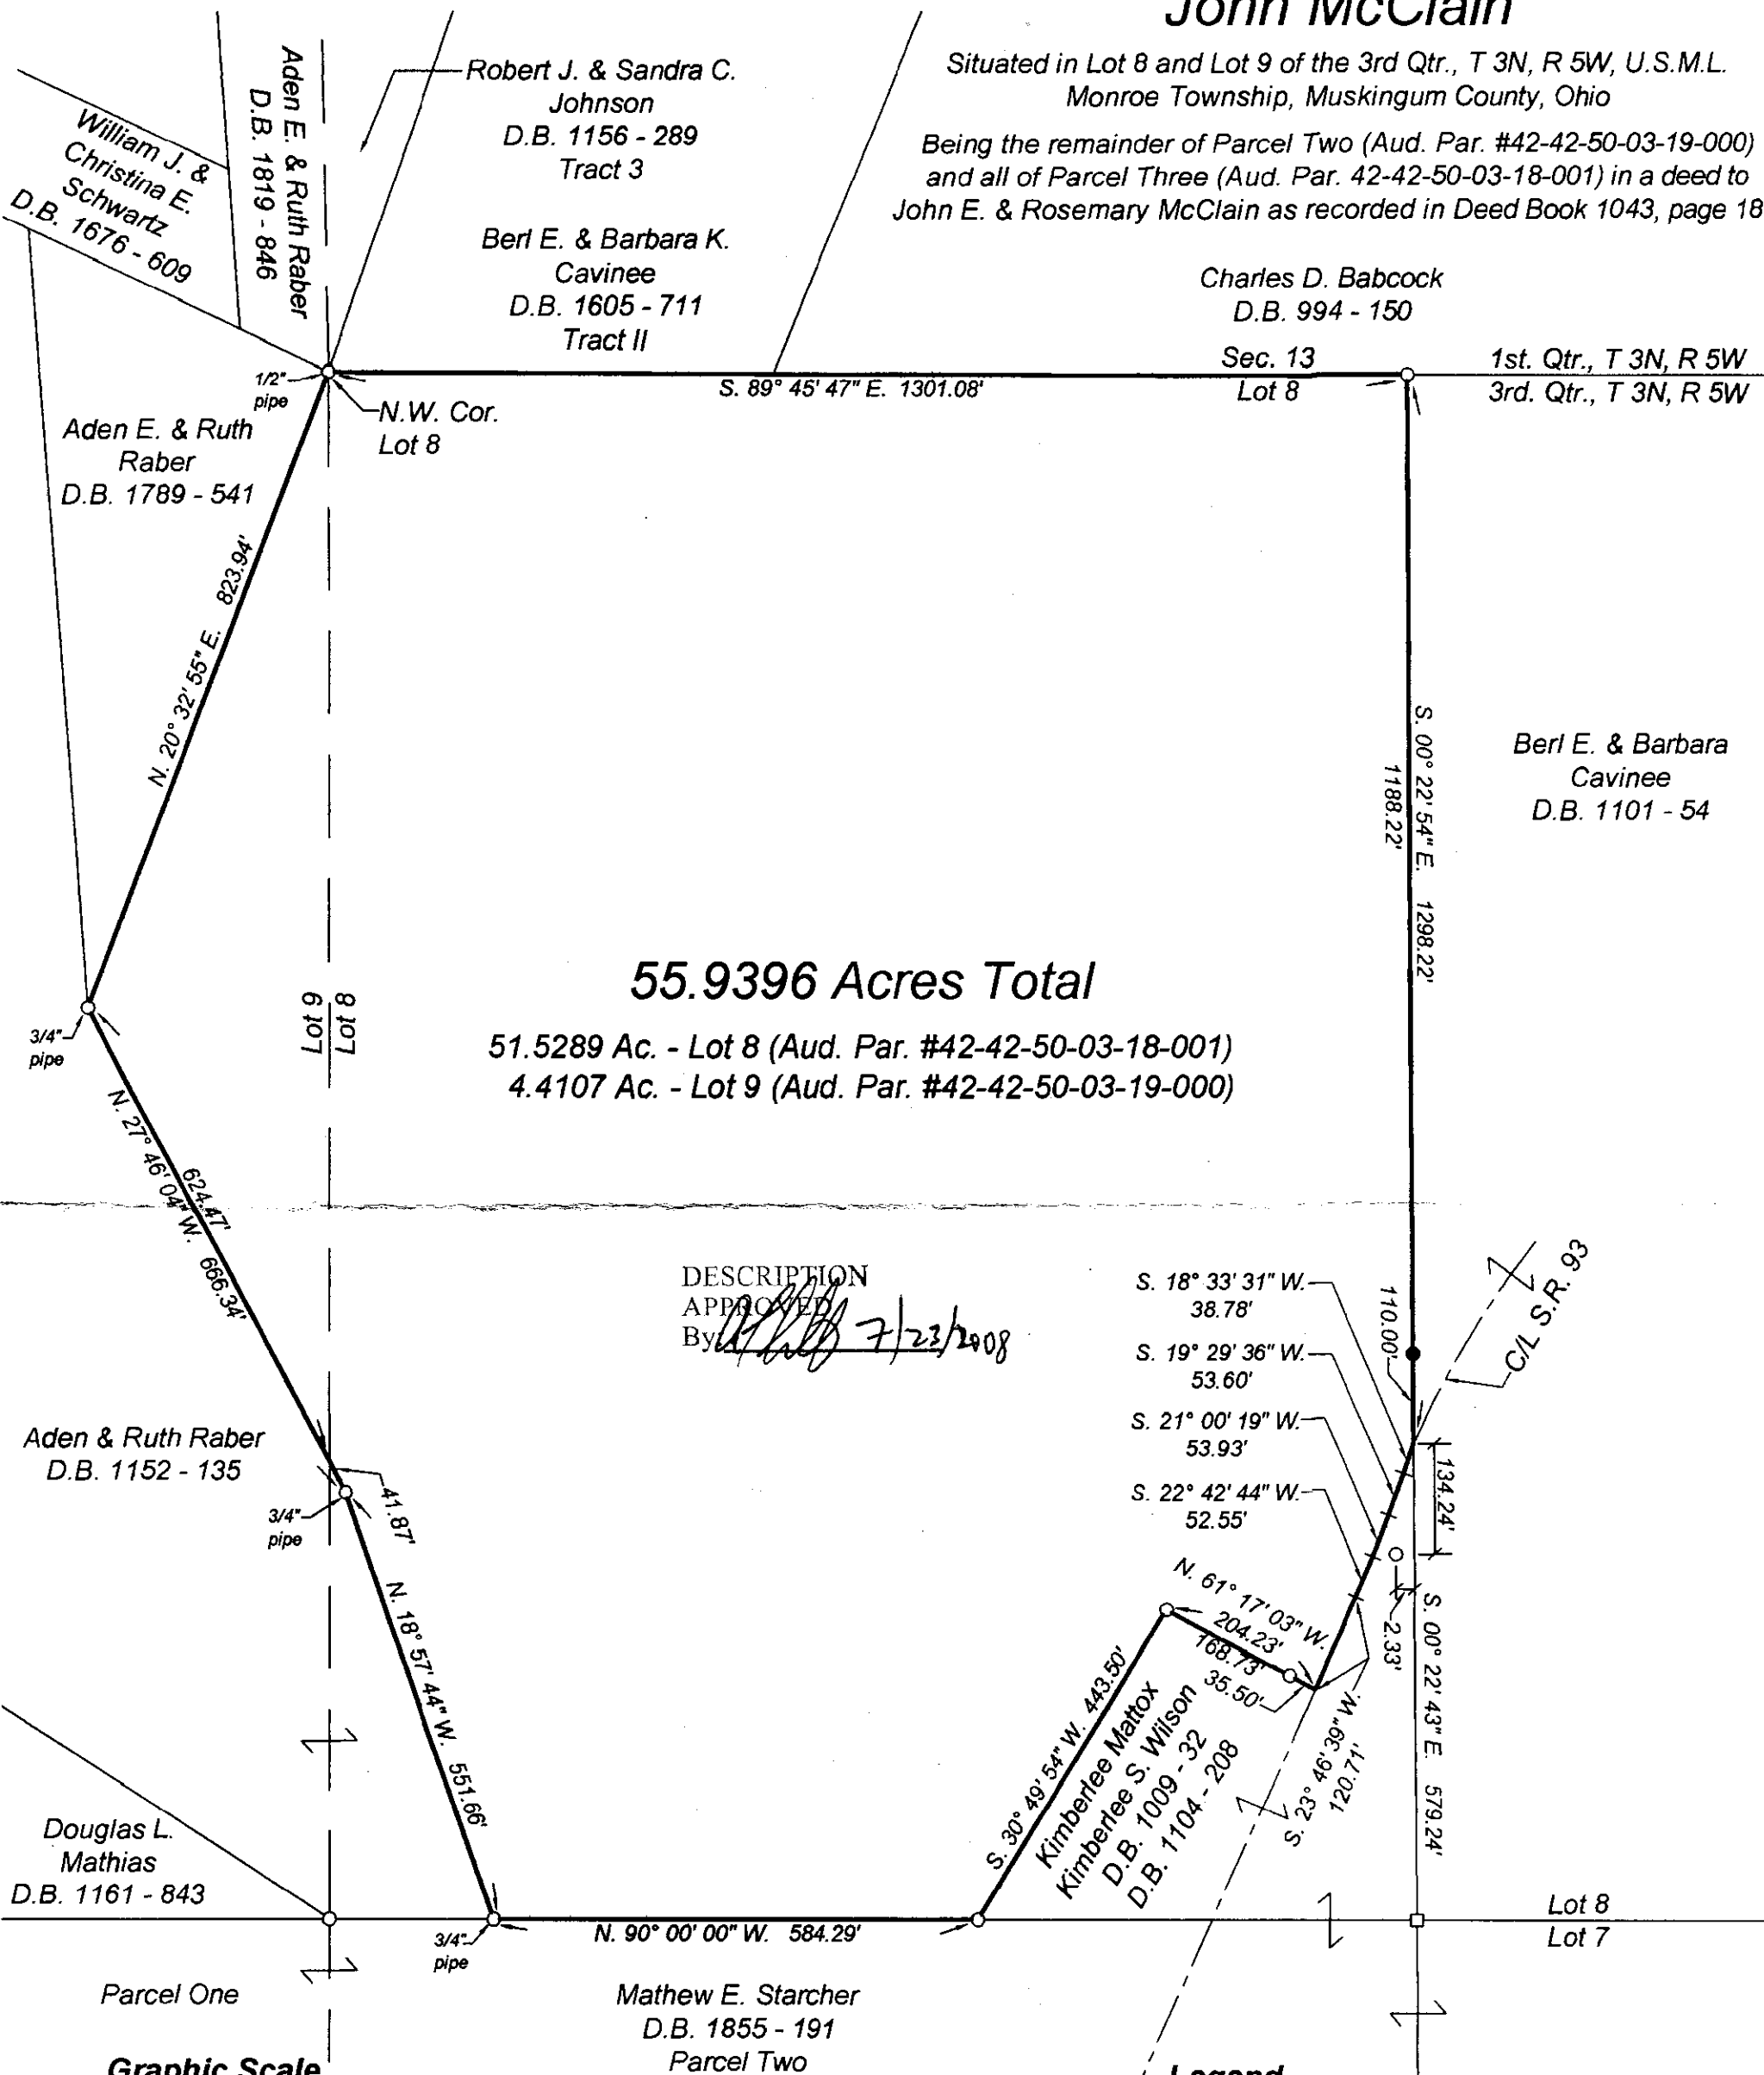 John McClain
Situated in Lot 8 and Lot 9 of the 3rd Qtr., T 3N, R 5W, U.S.M.L.
Monroe Township, Muskingum County, Ohio
Being the remainder of Parcel Two (Aud. Par. #42-42-50-03-19-000)
and all of Parcel Three (Aud. Par. 42-42-50-03-18-001) in a deed to
John E. & Rosemary McClain as recorded in Deed Book 1043, page 18
Robert J. & Sandra C.
Johnson
D.B. 1156 - 289
Tract 3
Aden E. & Ruth Raber
D.B. 1819 - 846
William J. &
Christina E.
Schwartz
D.B. 1676 - 609
Berl E. & Barbara K.
Cavinee
D.B. 1605 - 711
Tract II
Charles D. Babcock
D.B. 994 - 150
Sec. 13
Lot 8
1st. Qtr., T 3N, R 5W
3rd. Qtr., T 3N, R 5W
S. 89° 45' 47" E. 1301.08'
1/2"
pipe
N.W. Cor.
Lot 8
Aden E. & Ruth
Raber
D.B. 1789 - 541
N. 20° 32' 55" E. 823.94'
S. 00° 22' 54" E. 1298.22'
1188.22'
Berl E. & Barbara
Cavinee
D.B. 1101 - 54
55.9396 Acres Total
51.5289 Ac. - Lot 8 (Aud. Par. #42-42-50-03-18-001)
4.4107 Ac. - Lot 9 (Aud. Par. #42-42-50-03-19-000)
Lot 8
Lot 9
3/4"
pipe
N. 27° 46' 04" W. 666.34'
624.47'
DESCRIPTION
APPROVED
By: 7/23/2008
S. 18° 33' 31" W.
38.78'
S. 19° 29' 36" W.
53.60'
S. 21° 00' 19" W.
53.93'
S. 22° 42' 44" W.
52.55'
110.00'
C/L S.R. 93
134.24'
2.33'
S. 00° 22' 43" E. 579.24'
Aden & Ruth Raber
D.B. 1152 - 135
3/4"
pipe
41.87'
N. 18° 57' 44" W. 551.66'
N. 61° 17' 03" W.
204.23'
168.73'
35.50'
S. 23° 46' 39" W.
120.71'
S. 30° 49' 54" W. 443.50'
Kimberlee Mattox
Kimberlee S. Wilson
D.B. 1009 - 32
D.B. 1104 - 208
Douglas L.
Mathias
D.B. 1161 - 843
3/4"
pipe
N. 90° 00' 00" W. 584.29'
Lot 8
Lot 7
Parcel One
Mathew E. Starcher
D.B. 1855 - 191
Parcel Two
Graphic Scale
Legend